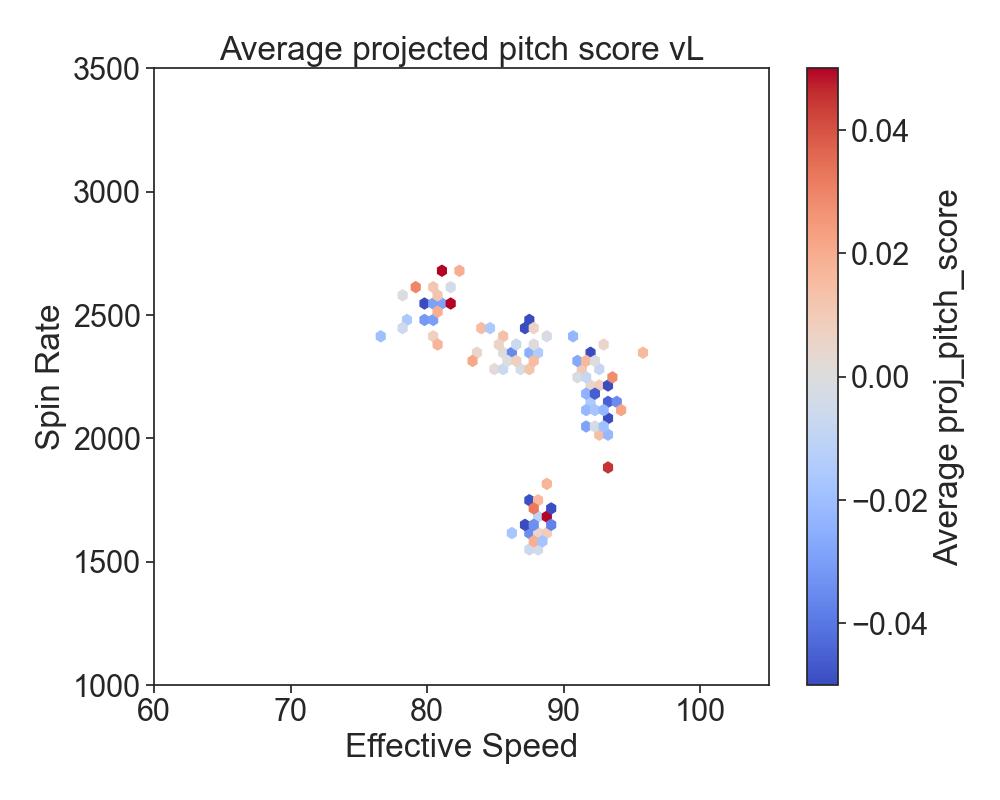 Average projected pitch score vL
3500
3000
2500
2000
1500
1000
Spin Rate
60 70 80 90 100
Effective Speed
0.04
0.02
0.00
−0.02
−0.04
Average proj_pitch_score